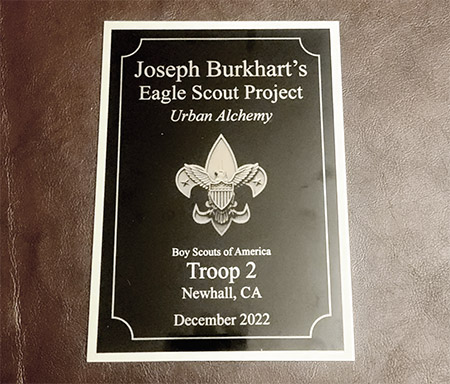 Joseph Burkhart's
Eagle Scout Project
Urban Alchemy
Boy Scouts of America
Troop 2
Newhall, CA
December 2022